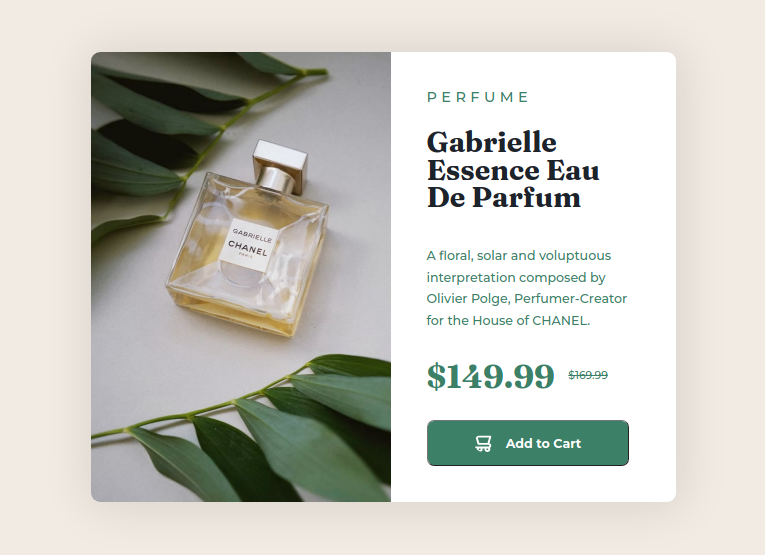 PERFUME
Gabrielle
Essence Eau
De Parfum
GABRIELLE
CHANEL
PARIS
A floral, solar and voluptuous
interpretation composed by
Olivier Polge, Perfumer-Creator
for the House of CHANEL.
$149.99 $169.99
Add to Cart